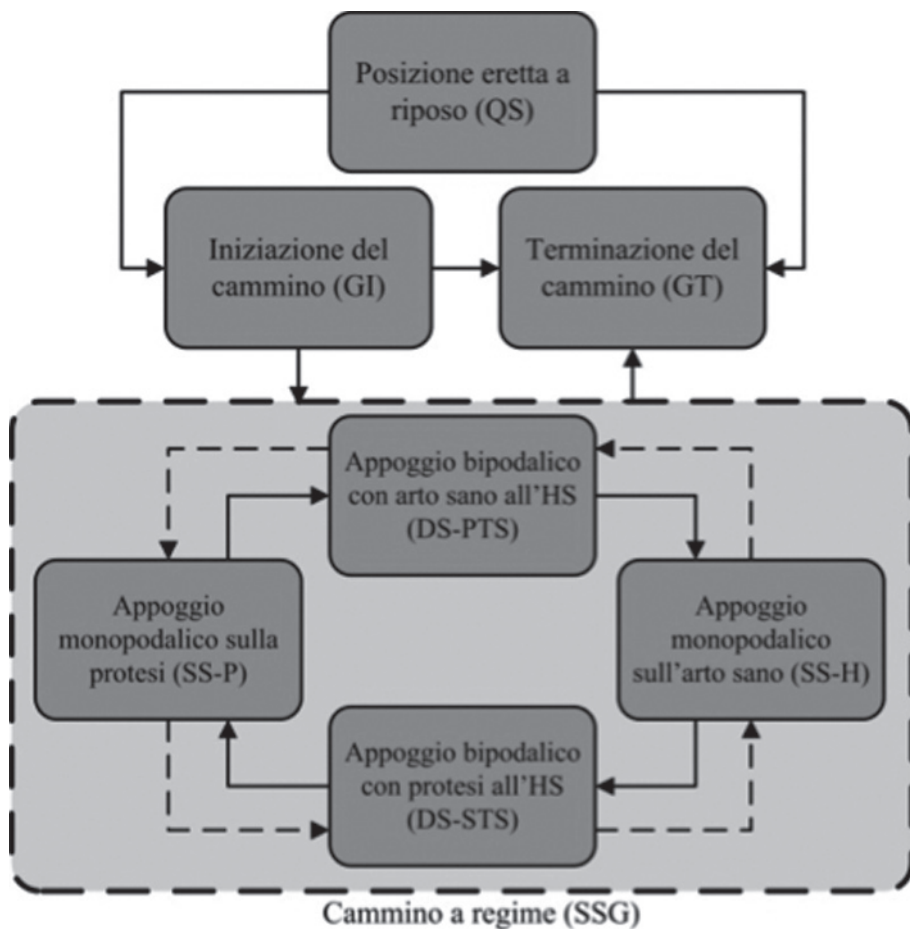 Posizione eretta a
riposo (QS)
Iniziazione del
cammino (GI)
Terminazione del
cammino (GT)
Appoggio bipodalico
con arto sano all'HS
(DS-PTS)
Appoggio
monopodalico sulla
protesi (SS-P)
Appoggio
monopodalico
sull'arto sano (SS-H)
Appoggio bipodalico
con protesi all'HS
(DS-STS)
Cammino a regime (SSG)